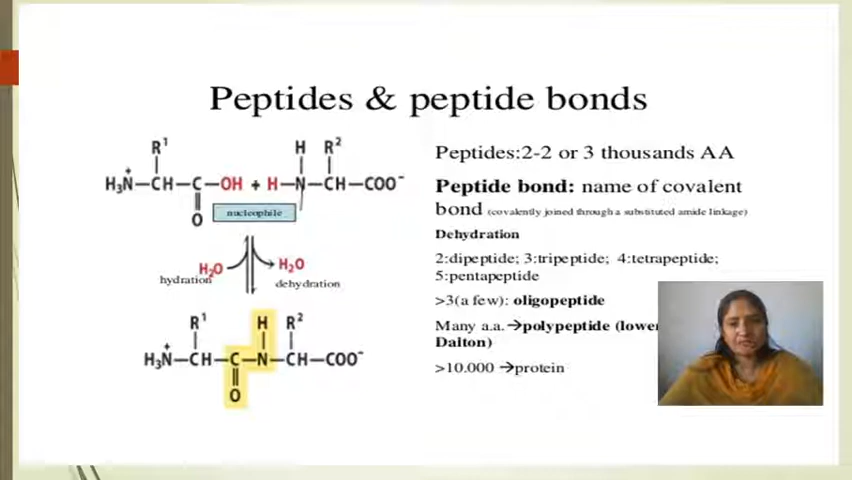 Peptides & peptide bonds
R¹ H R²
H₃N⁺—CH—C—OH + H—N—CH—COO⁻
O
nucleophile
H₂O H₂O
hydration dehydration
R¹ H R²
H₃N⁺—CH—C—N—CH—COO⁻
O
Peptides:2-2 or 3 thousands AA
Peptide bond: name of covalent
bond (covalently joined through a substituted amide linkage)
Dehydration
2:dipeptide; 3:tripeptide; 4:tetrapeptide;
5:pentapeptide
>3(a few): oligopeptide
Many a.a.→polypeptide (lower
Dalton)
>10.000 →protein